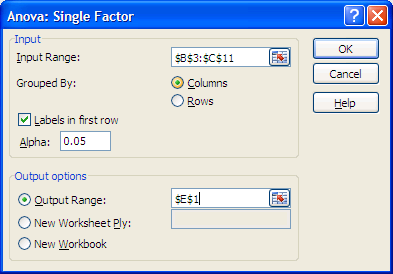 Anova: Single Factor
Input
Input Range: $B$3:$C$11
Grouped By: Columns
Rows
Labels in first row
Alpha: 0.05
Output options
Output Range: $E$1
New Worksheet Ply:
New Workbook
OK
Cancel
Help